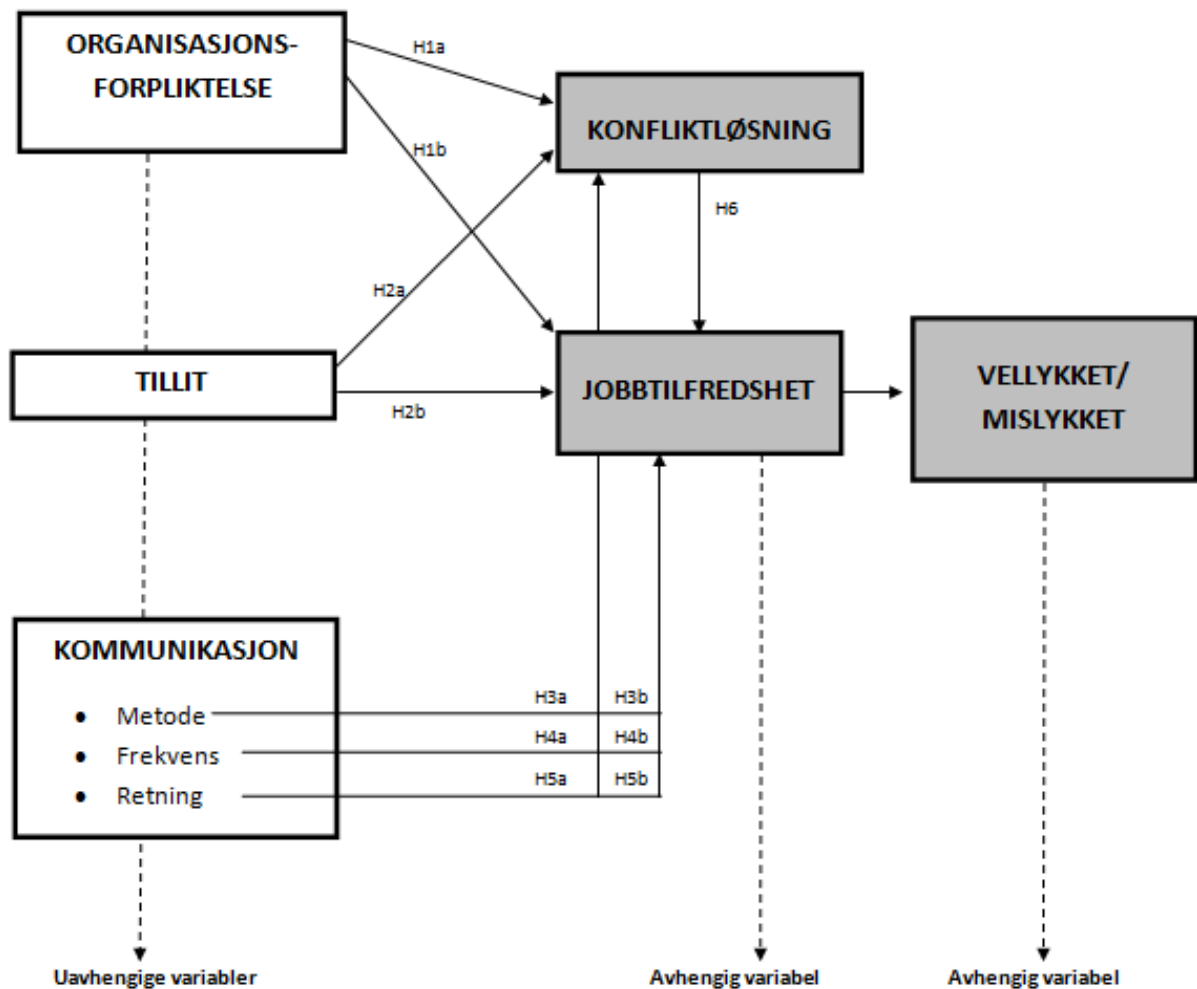 ORGANISASJONS-
FORPLIKTELSE
H1a
KONFLIKTLØSNING
H1b
H6
H2a
TILLIT
H2b
JOBBTILFREDSHET
VELLYKKET/
MISLYKKET
KOMMUNIKASJON
• Metode
• Frekvens
• Retning
H3a H3b
H4a H4b
H5a H5b
Uavhengige variabler
Avhengig variabel
Avhengig variabel